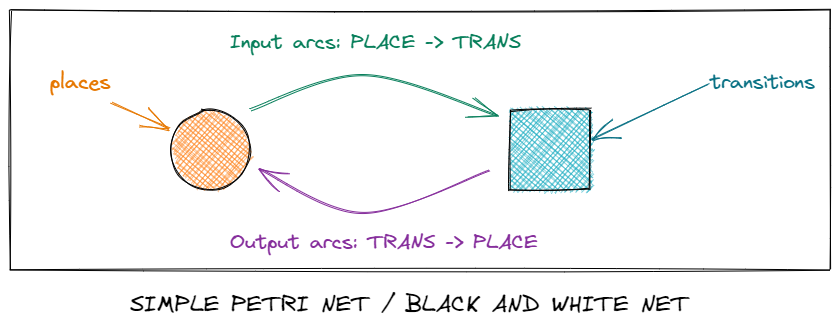 Input arcs: PLACE -> TRANS
places
transitions
Output arcs: TRANS -> PLACE
SIMPLE PETRI NET / BLACK AND WHITE NET